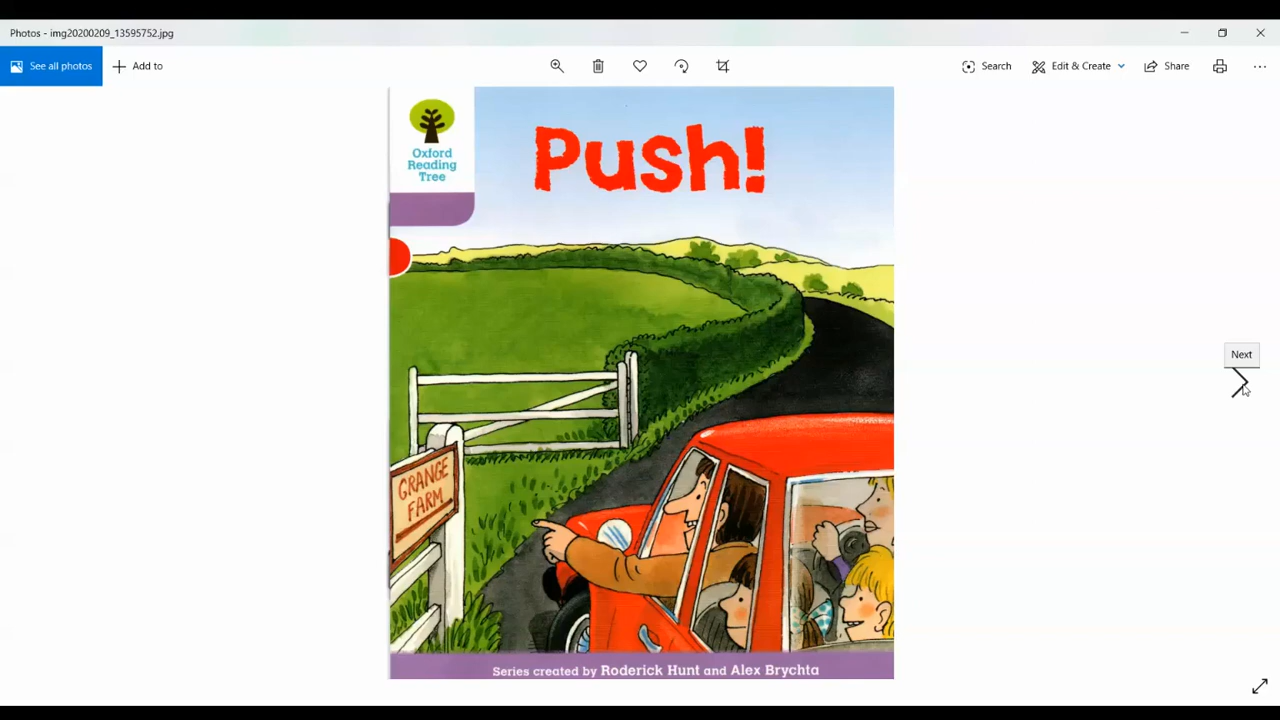 Photos - img20200209_13595752.jpg
See all photos
Add to
Search
Edit & Create
Share
Oxford
Reading
Tree
Push!
Next
GRANGE
FARM
Series created by Roderick Hunt and Alex Brychta